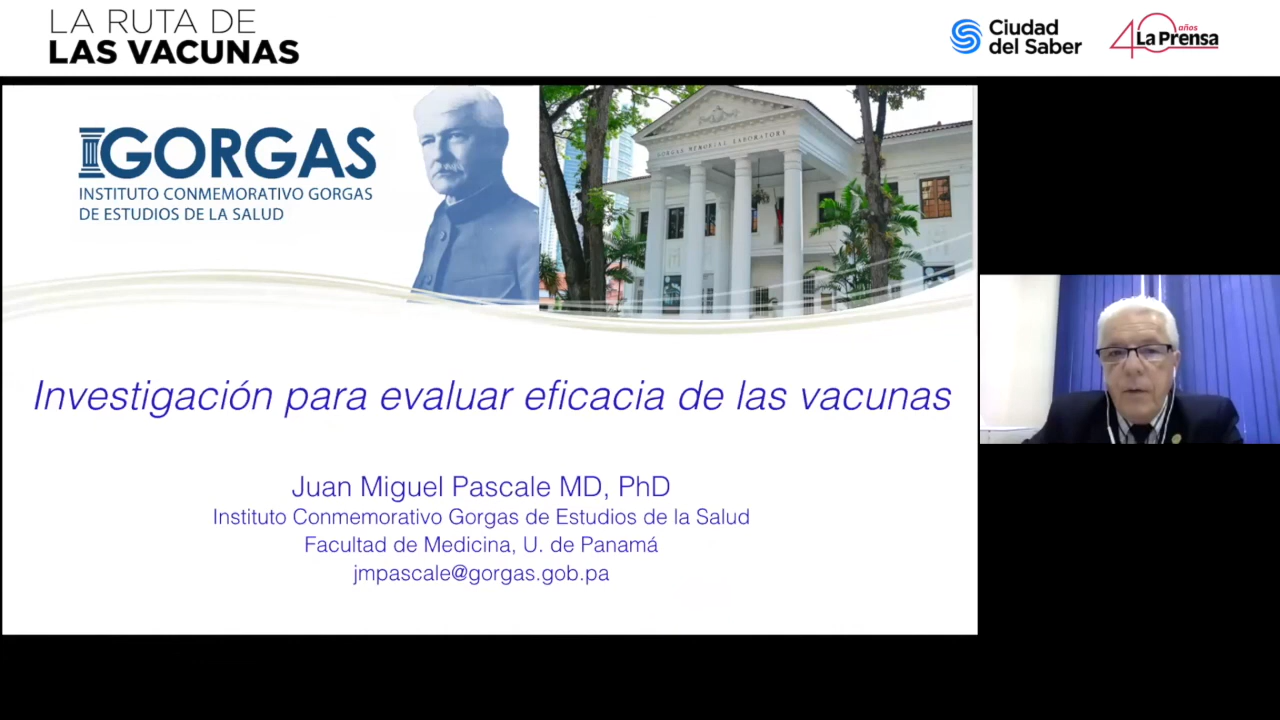 LA RUTA DE
LAS VACUNAS
Ciudad
del Saber
40 años
La Prensa
IGORGAS
INSTITUTO CONMEMORATIVO GORGAS
DE ESTUDIOS DE LA SALUD
GORGAS MEMORIAL LABORATORY
Investigación para evaluar eficacia de las vacunas
Juan Miguel Pascale MD, PhD
Instituto Conmemorativo Gorgas de Estudios de la Salud
Facultad de Medicina, U. de Panamá
jmpascale@gorgas.gob.pa